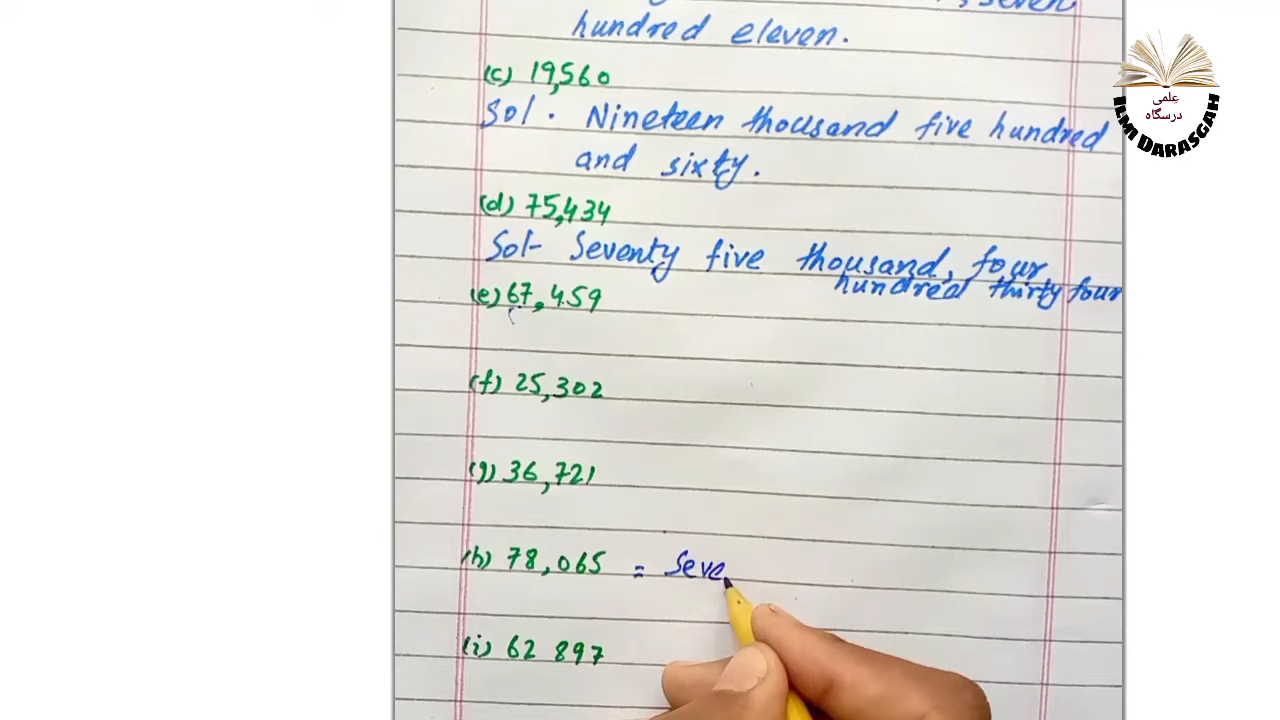 , seven
hundred eleven.
(c) 19,560
Sol. Nineteen thousand five hundred
and sixty.
(d) 75,434
Sol- Seventy five thousand, four
hundred thirty four
(e) 67,459
(f) 25,302
(g) 36,721
(h) 78,065 = Seve
(i) 62 897
علمی
درسگاہ
ILMI DARASGAH